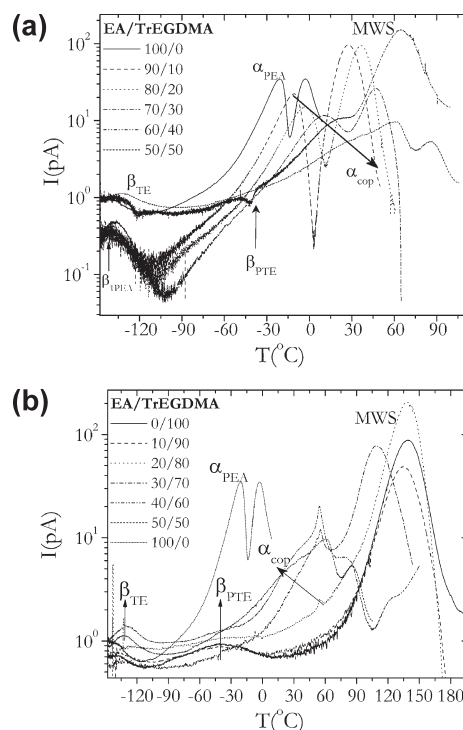 (a)
EA/TrEGDMA
100/0
90/10
80/20
70/30
60/40
50/50
MWS
αPEA
αcop
βTE
βPTE
βtPEA
I(pA)
10²
10¹
10⁰
10⁻¹
-120 -90 -60 -30 0 30 60 90
T(°C)
(b)
EA/TrEGDMA
0/100
10/90
20/80
30/70
40/60
50/50
100/0
MWS
αPEA
αcop
βTE
βPTE
I(pA)
10²
10¹
10⁰
-120 -90 -60 -30 0 30 60 90 120 150 180
T(°C)